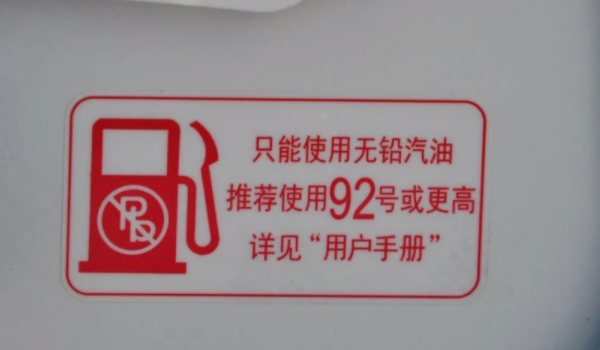 Pb
只能使用无铅汽油
推荐使用92号或更高
详见“用户手册”